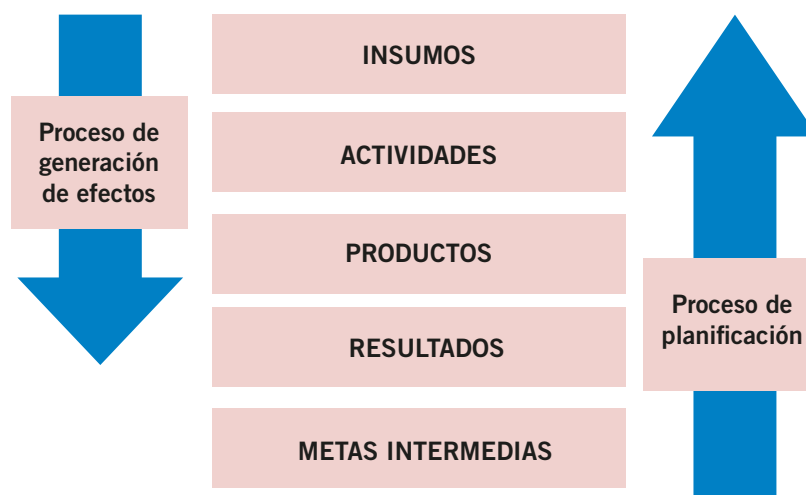 INSUMOS
Proceso de
generación
de efectos
ACTIVIDADES
PRODUCTOS
RESULTADOS
Proceso de
planificación
METAS INTERMEDIAS